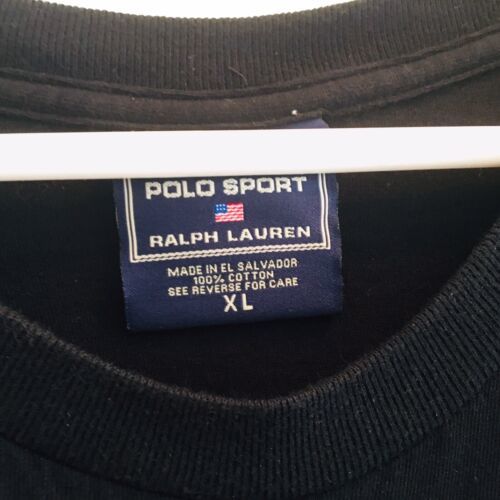 POLO SPORT
RALPH LAUREN
MADE IN EL SALVADOR
100% COTTON
SEE REVERSE FOR CARE
XL